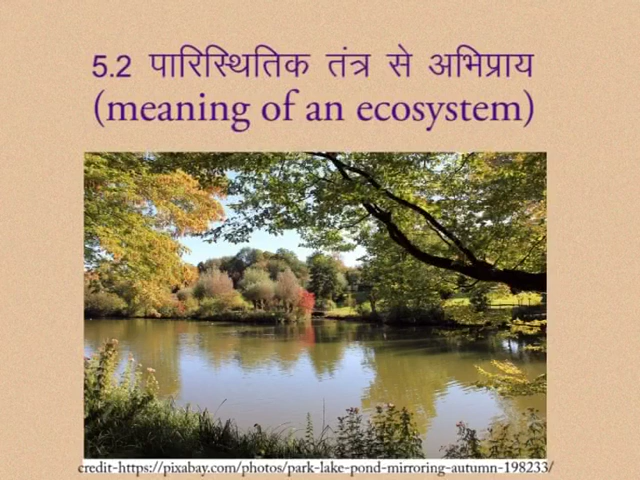 5.2 पारिस्थितिक तंत्र से अभिप्राय
(meaning of an ecosystem)
credit-https://pixabay.com/photos/park-lake-pond-mirroring-autumn-198233/